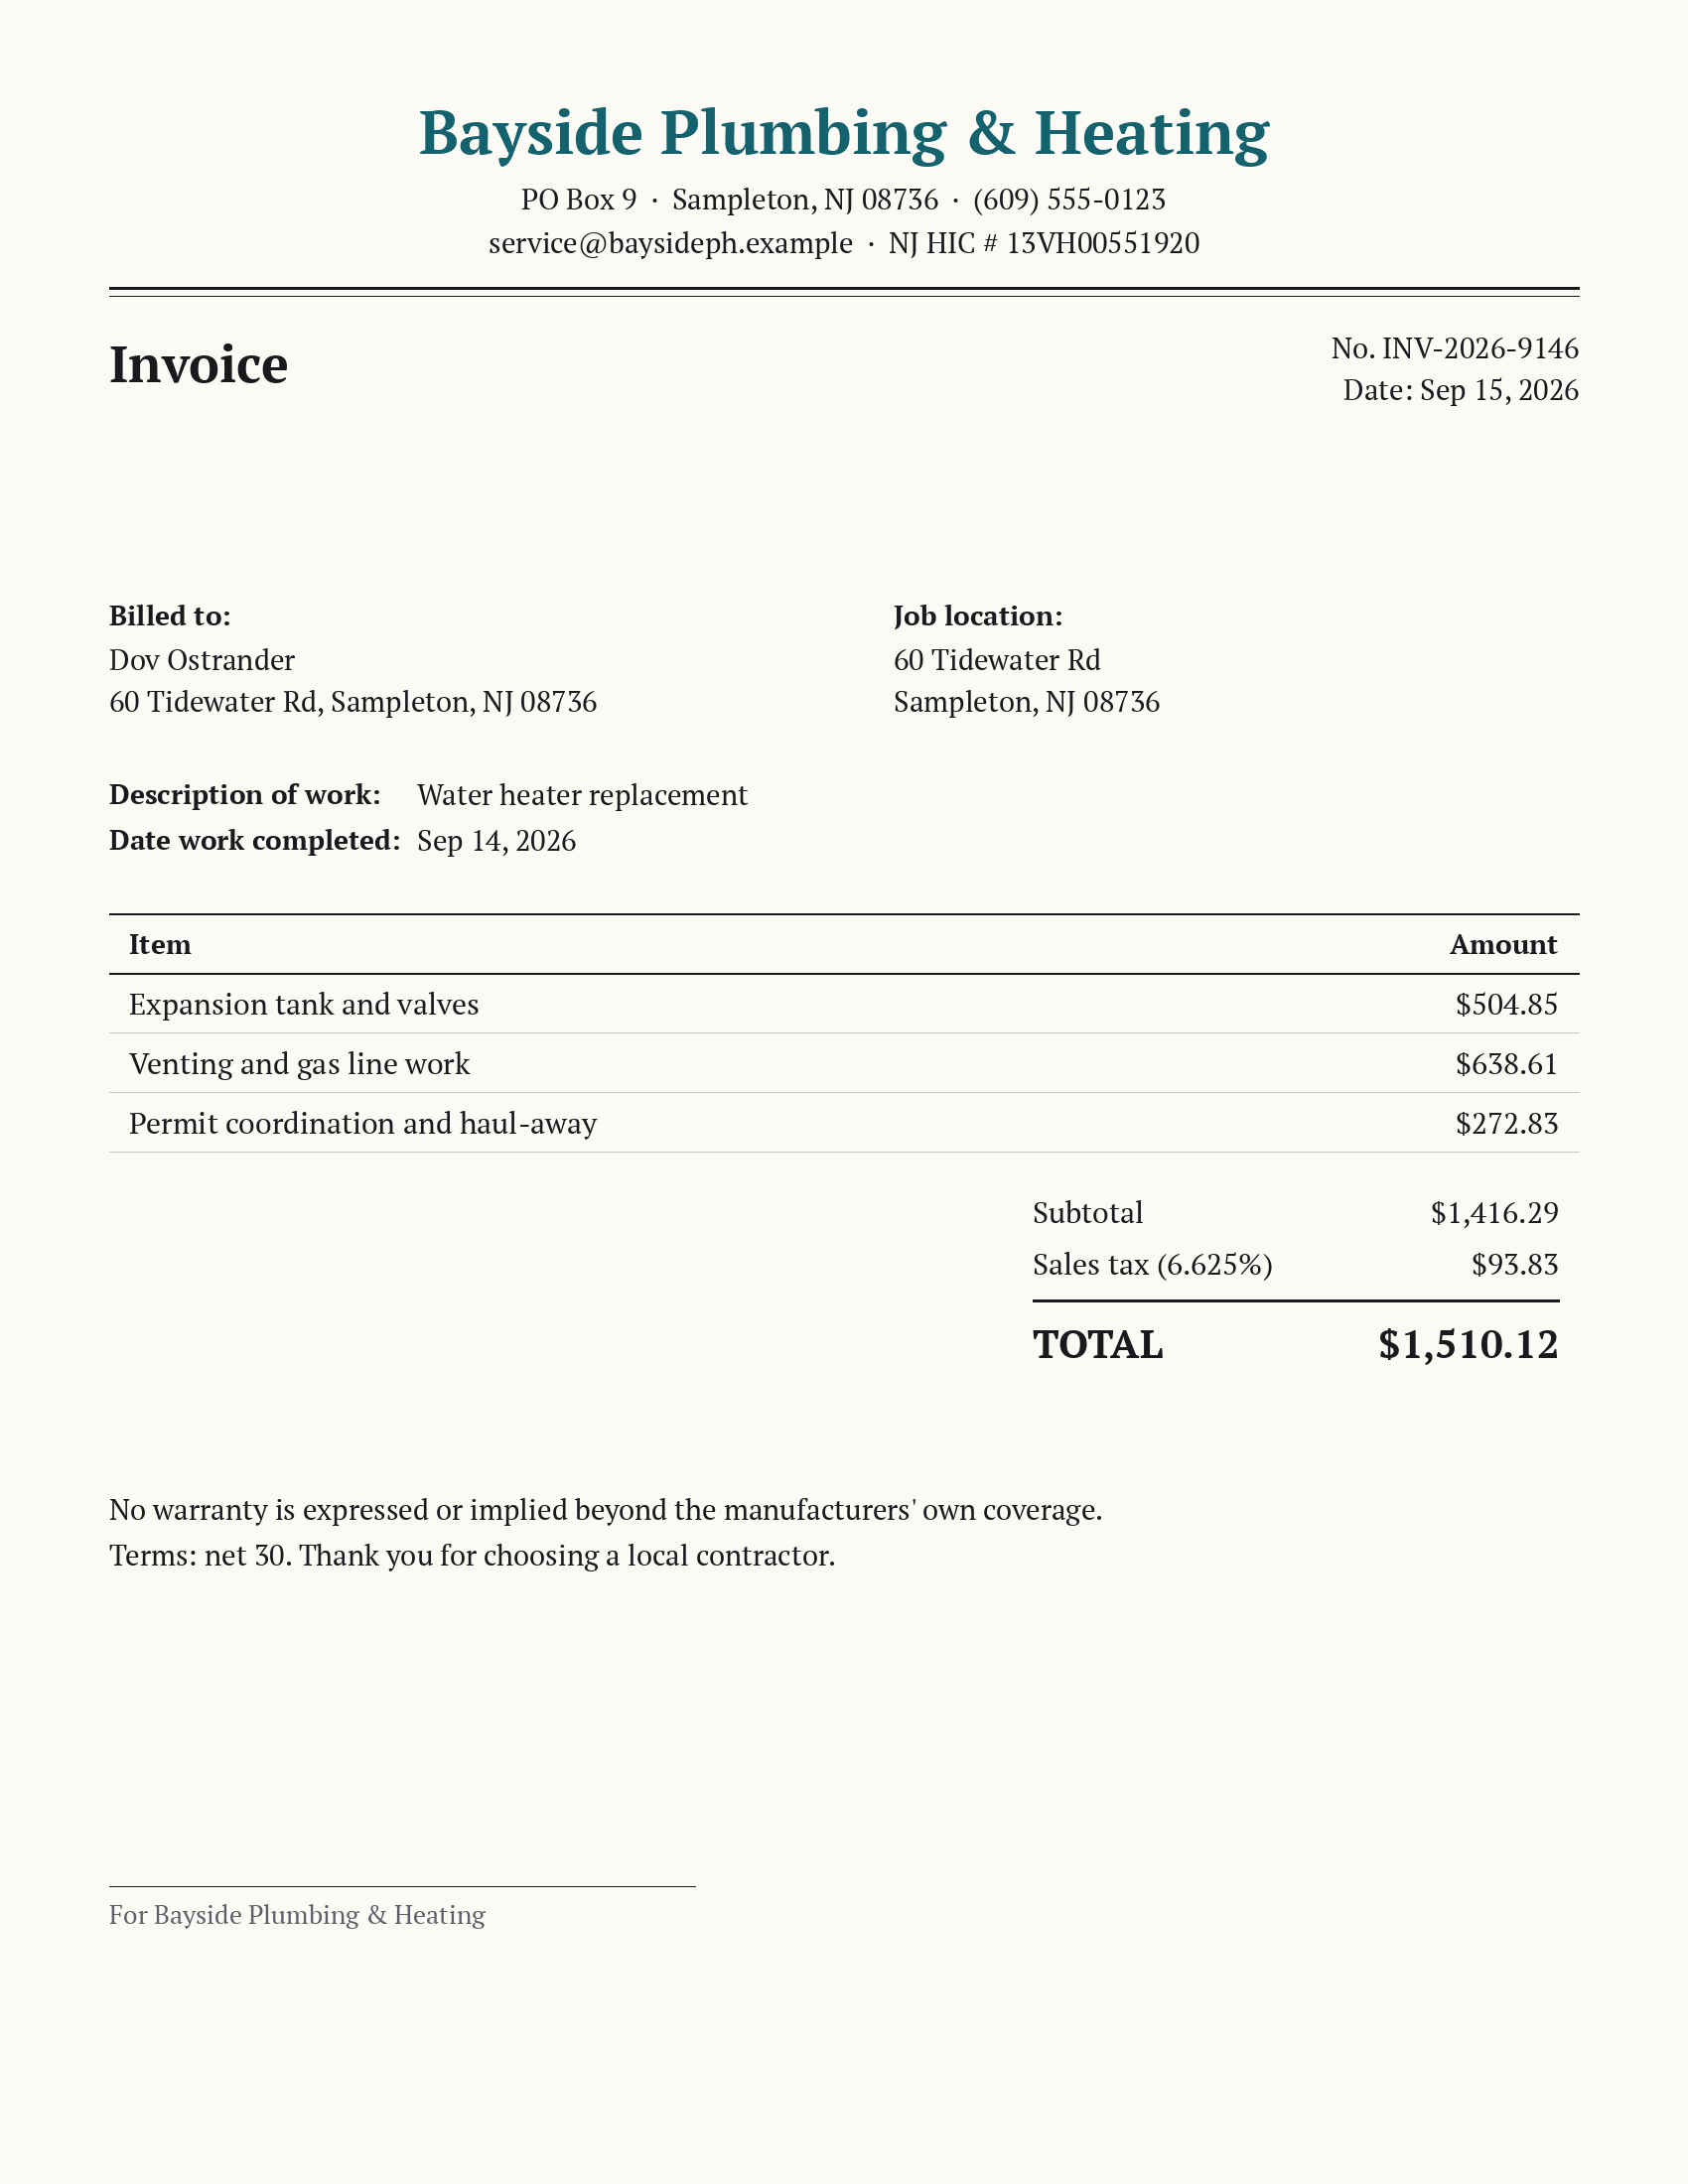 Bayside Plumbing & Heating
PO Box 9 · Sampleton, NJ 08736 · (609) 555-0123
service@baysideph.example · NJ HIC # 13VH00551920
Invoice
No. INV-2026-9146
Date: Sep 15, 2026
Billed to:
Dov Ostrander
60 Tidewater Rd, Sampleton, NJ 08736
Job location:
60 Tidewater Rd
Sampleton, NJ 08736
Description of work: Water heater replacement
Date work completed: Sep 14, 2026
Item Amount
Expansion tank and valves $504.85
Venting and gas line work $638.61
Permit coordination and haul-away $272.83
Subtotal $1,416.29
Sales tax (6.625%) $93.83
TOTAL $1,510.12
No warranty is expressed or implied beyond the manufacturers' own coverage.
Terms: net 30. Thank you for choosing a local contractor.
For Bayside Plumbing & Heating